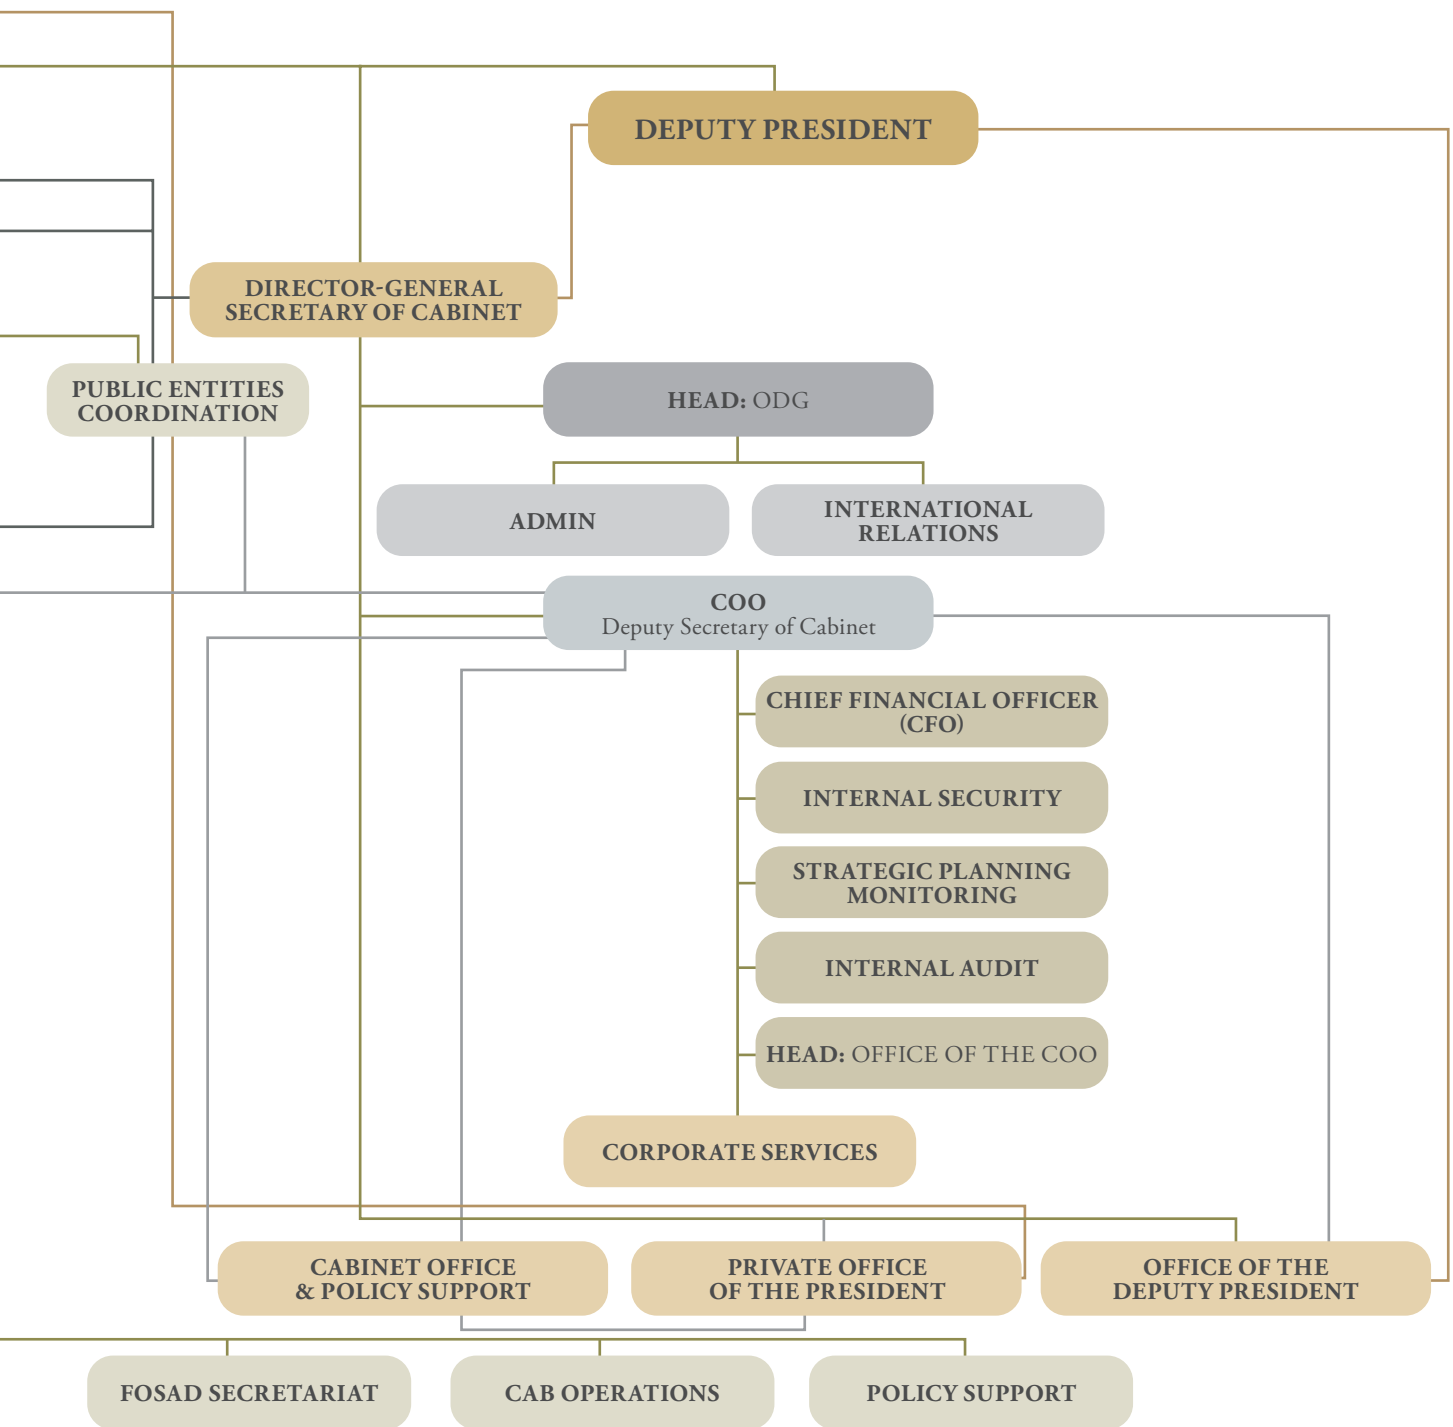 DEPUTY PRESIDENT
DIRECTOR-GENERAL
SECRETARY OF CABINET
PUBLIC ENTITIES
COORDINATION
HEAD: ODG
ADMIN
INTERNATIONAL
RELATIONS
COO
Deputy Secretary of Cabinet
CHIEF FINANCIAL OFFICER
(CFO)
INTERNAL SECURITY
STRATEGIC PLANNING
MONITORING
INTERNAL AUDIT
HEAD: OFFICE OF THE COO
CORPORATE SERVICES
CABINET OFFICE
& POLICY SUPPORT
PRIVATE OFFICE
OF THE PRESIDENT
OFFICE OF THE
DEPUTY PRESIDENT
FOSAD SECRETARIAT
CAB OPERATIONS
POLICY SUPPORT